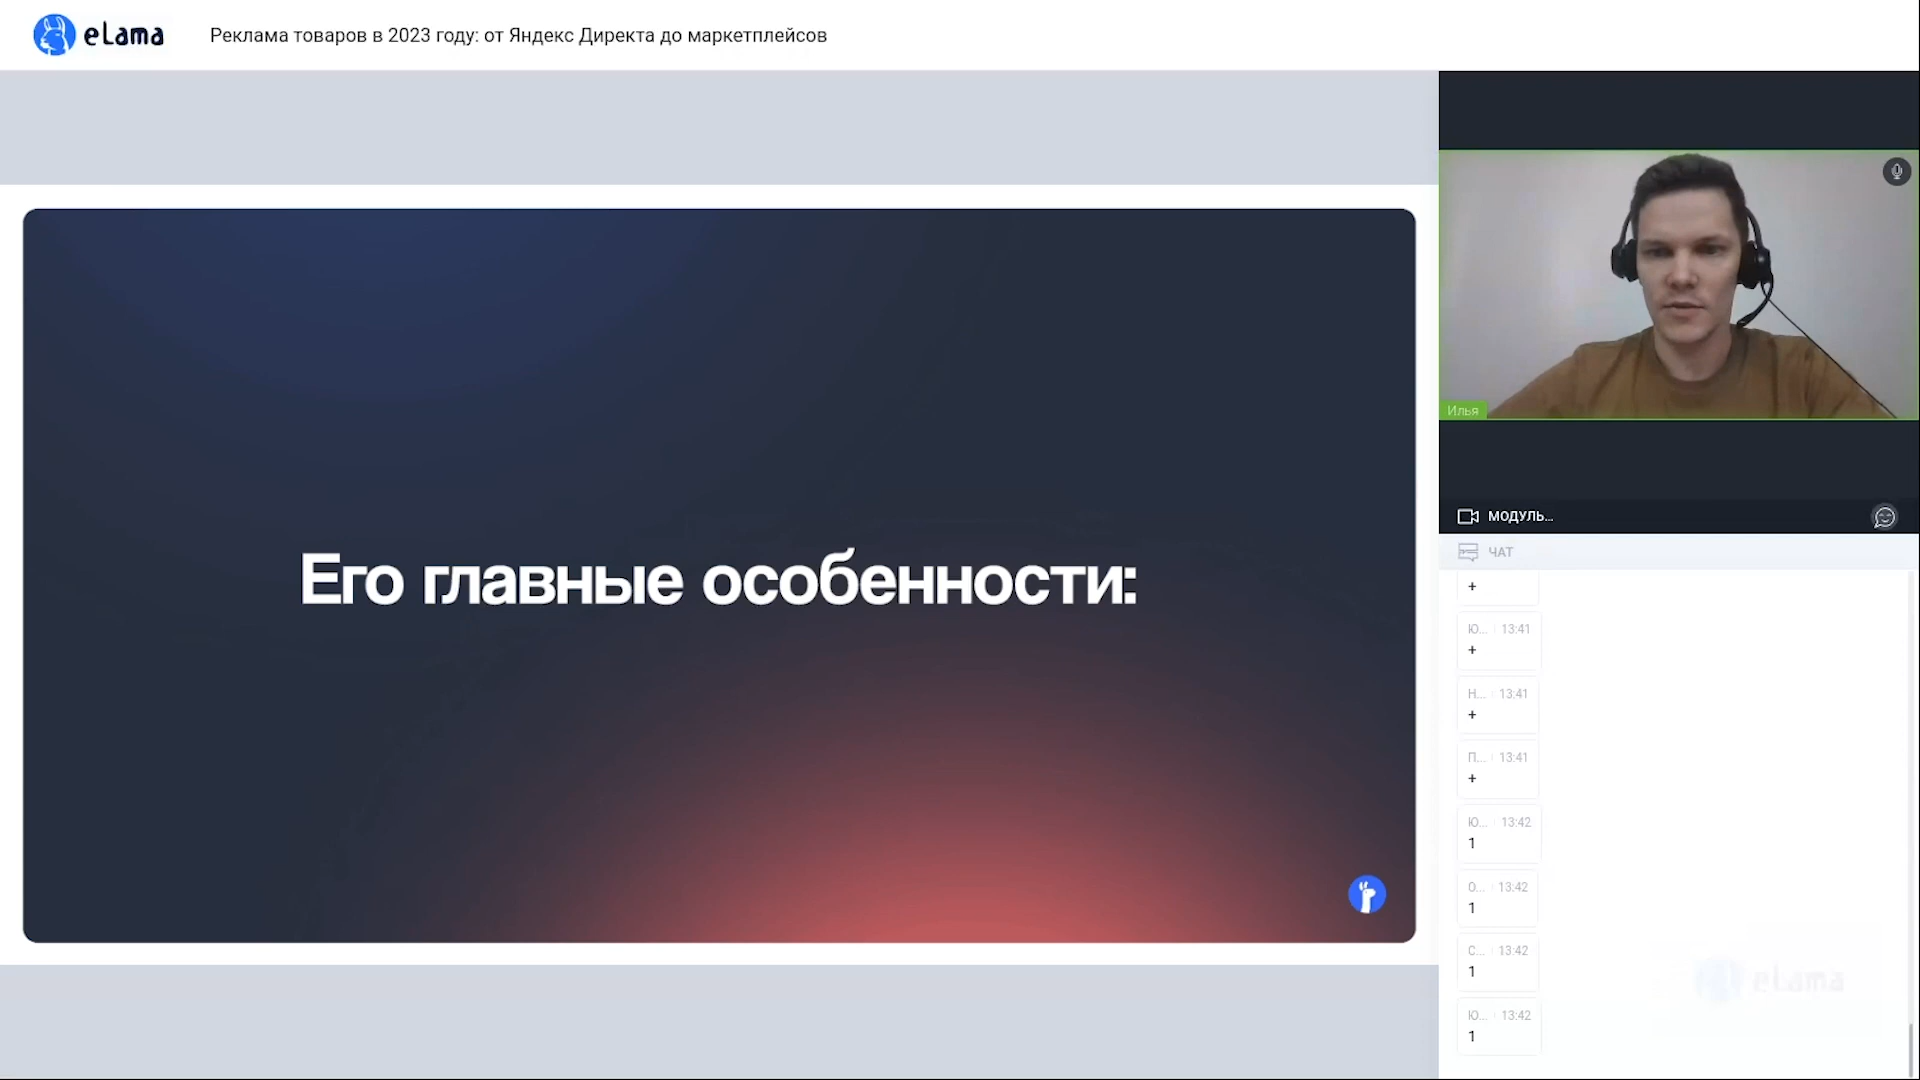 eLama
Реклама товаров в 2023 году: от Яндекс Директа до маркетплейсов
Его главные особенности:
Илья
МОДУЛЬ...
ЧАТ
+
Ю... 13:41
+
Н... 13:41
+
П... 13:41
+
Ю... 13:42
1
О... 13:42
1
С... 13:42
1
Ю... 13:42
1
eLama